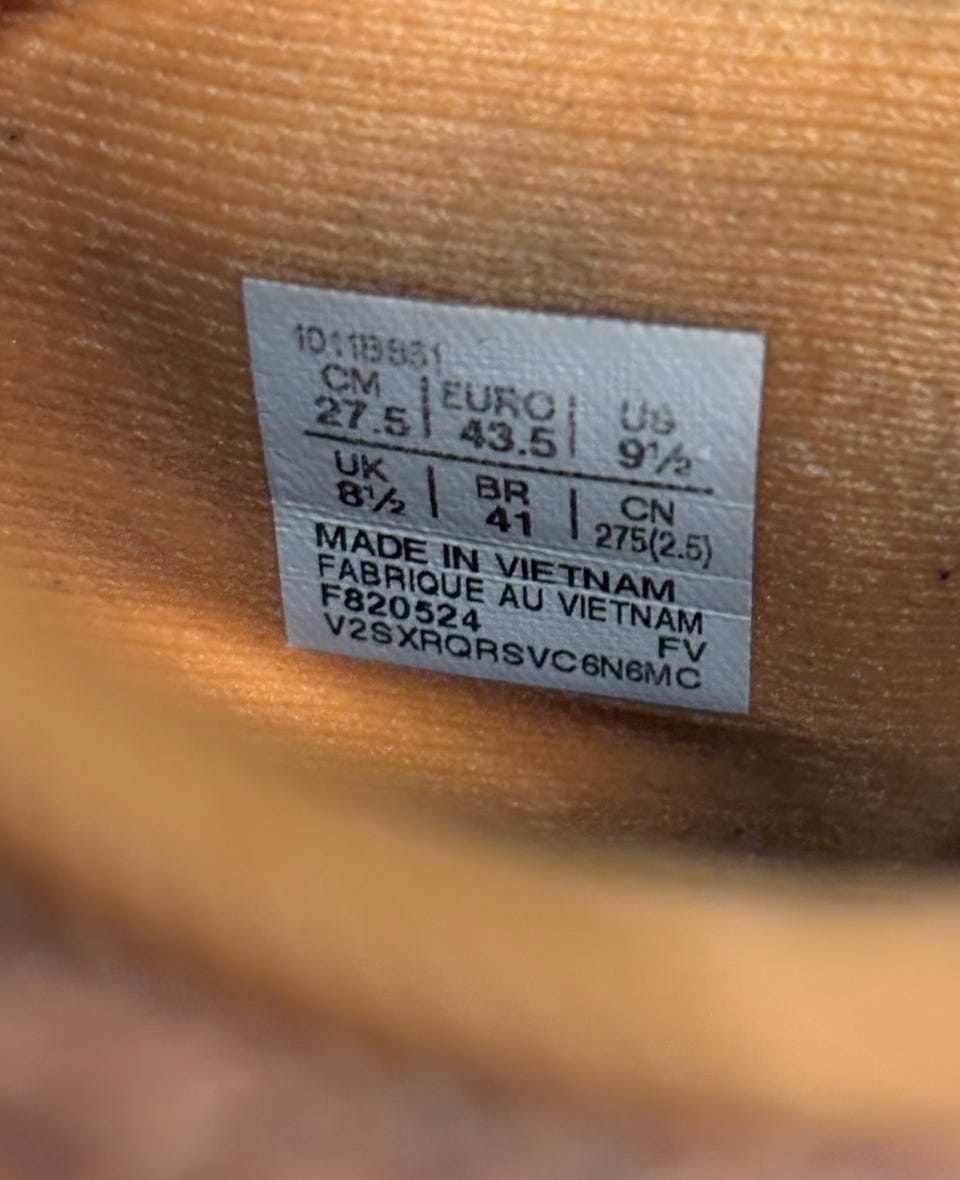 CM | EURO | US
27.5 | 43.5 | 9½
UK | BR | CN
8½ | 41 | 275(2.5)
MADE IN VIETNAM
FABRIQUE AU VIETNAM
F820524 FV
V2SXRQRSVC6N6MC